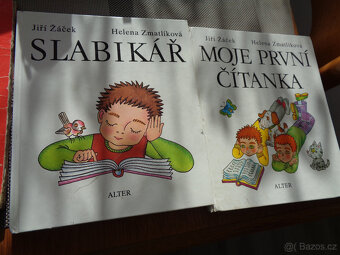 Jiří Žáček Helena Zmatlíková
SLABIKÁŘ
ALTER
Jiří Žáček Helena Zmatlíková
MOJE PRVNÍ
ČÍTANKA
ALTER
Bazos.cz